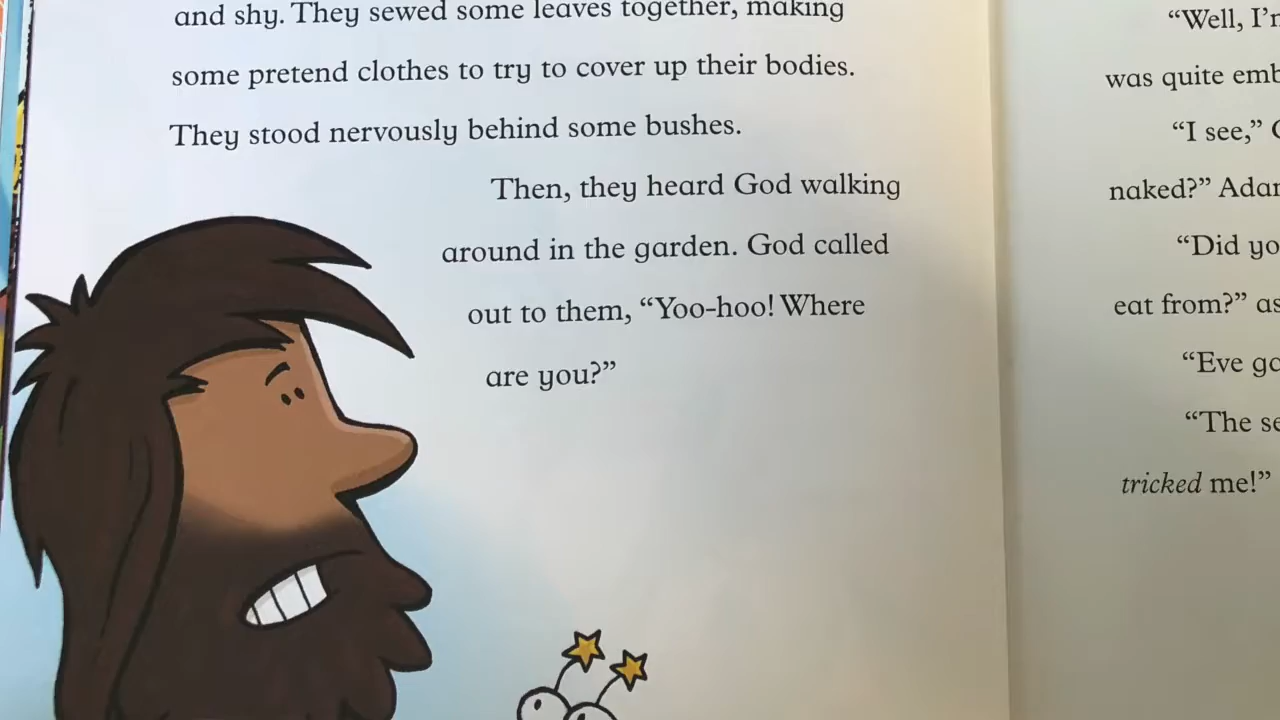 and shy. They sewed some leaves together, making
some pretend clothes to try to cover up their bodies.
They stood nervously behind some bushes.
Then, they heard God walking
around in the garden. God called
out to them, “Yoo-hoo! Where
are you?”
“Well, I’m
was quite
“I see,”
naked?” Adam
“Did
eat from?”
“Eve
“The
tricked me!”